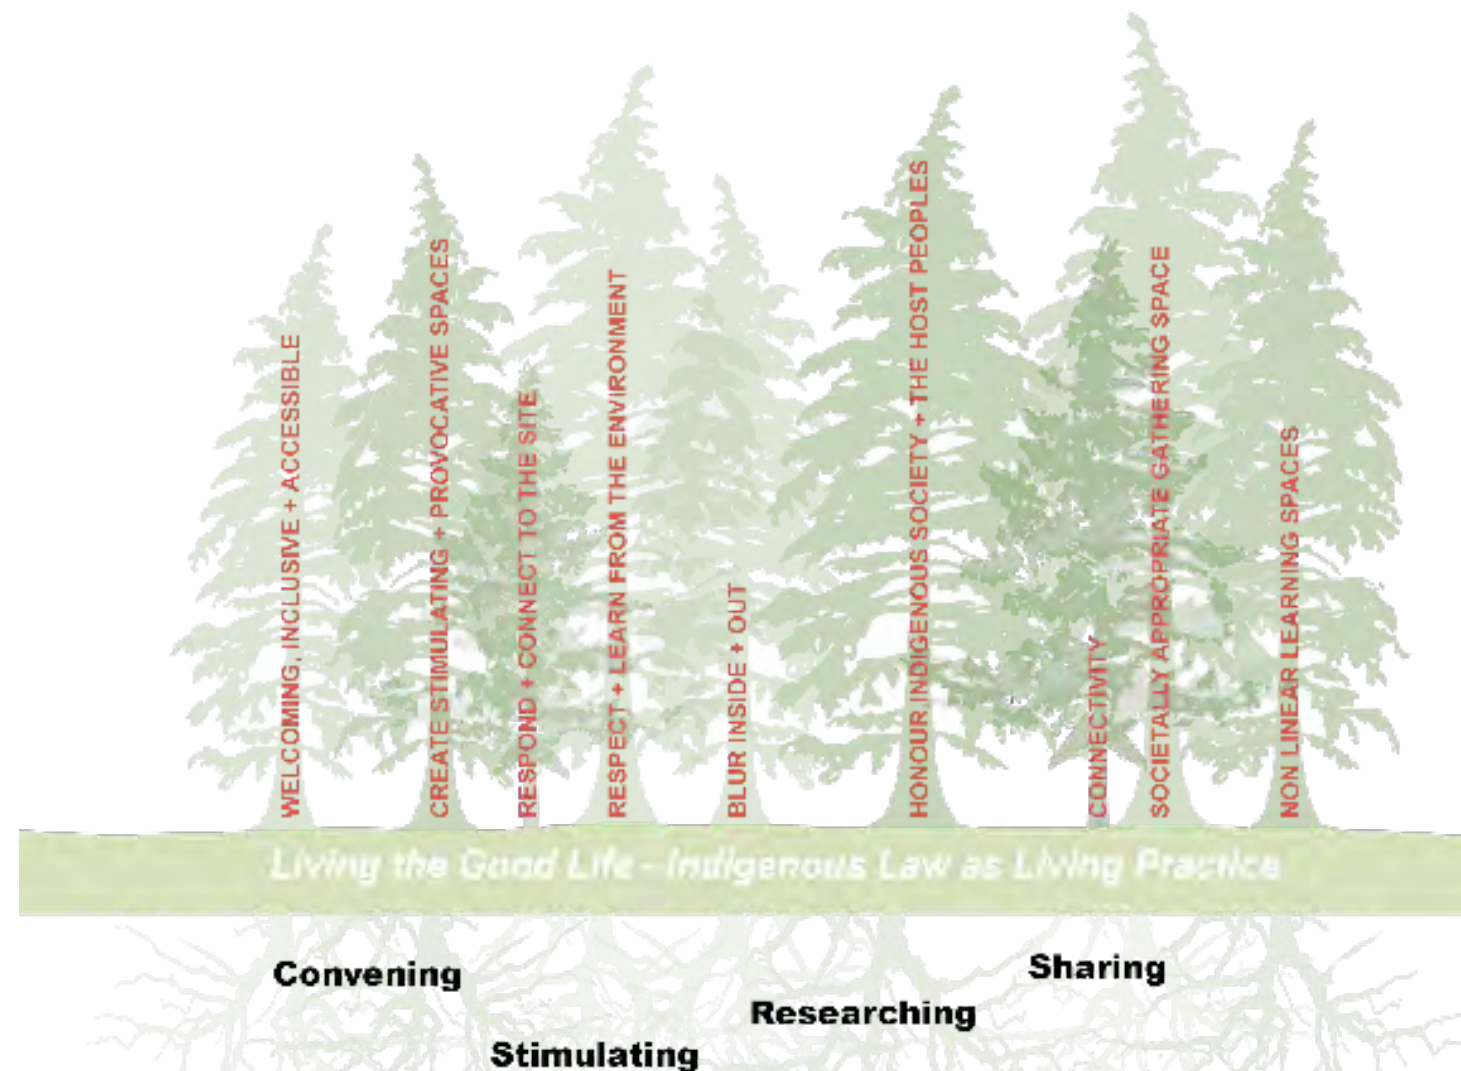 WELCOMING, INCLUSIVE + ACCESSIBLE
CREATE STIMULATING + PROVOCATIVE SPACES
RESPOND + CONNECT TO THE SITE
RESPECT + LEARN FROM THE ENVIRONMENT
BLUR INSIDE + OUT
HONOUR INDIGENOUS SOCIETY + THE HOST PEOPLES
CONNECTIVITY
SOCIETALLY APPROPRIATE GATHERING SPACE
NON LINEAR LEARNING SPACES
Living the Good Life - Indigenous Law as Living Practice
Convening
Sharing
Researching
Stimulating